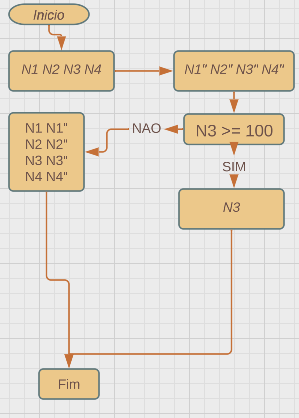 Inicio
N1 N2 N3 N4
N1" N2" N3" N4"
N3 >= 100
NAO
SIM
N1 N1"
N2 N2"
N3 N3"
N4 N4"
N3
Fim